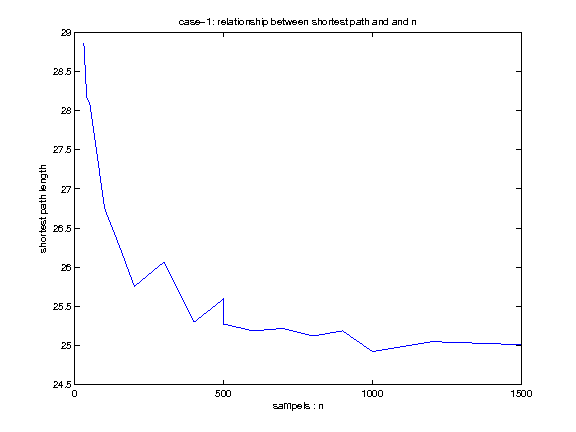 case-1: relationship between shortest path and and n
29
28.5
28
27.5
27
26.5
26
25.5
25
24.5
shortest path length
0 500 1000 1500
sampels : n